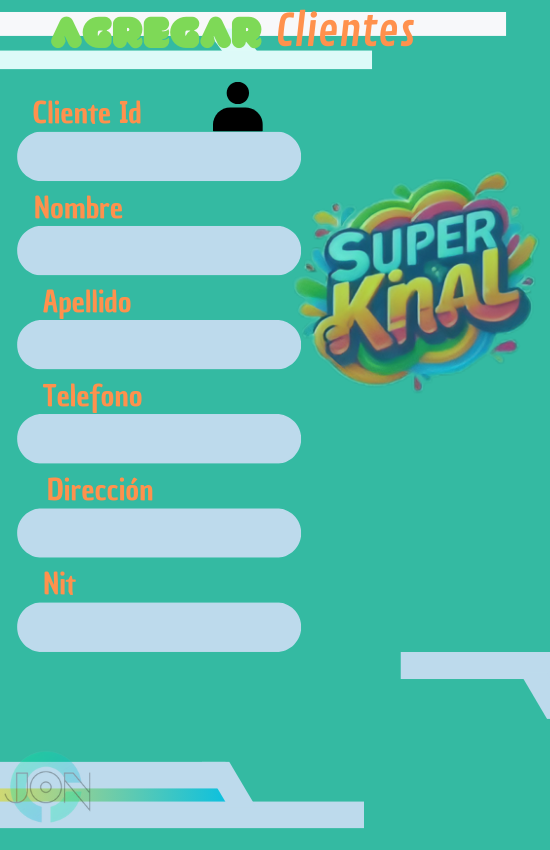 AGREGAR Clientes
Cliente Id
Nombre
SUPER
Apellido
KinAL
Telefono
Dirección
Nit
JON